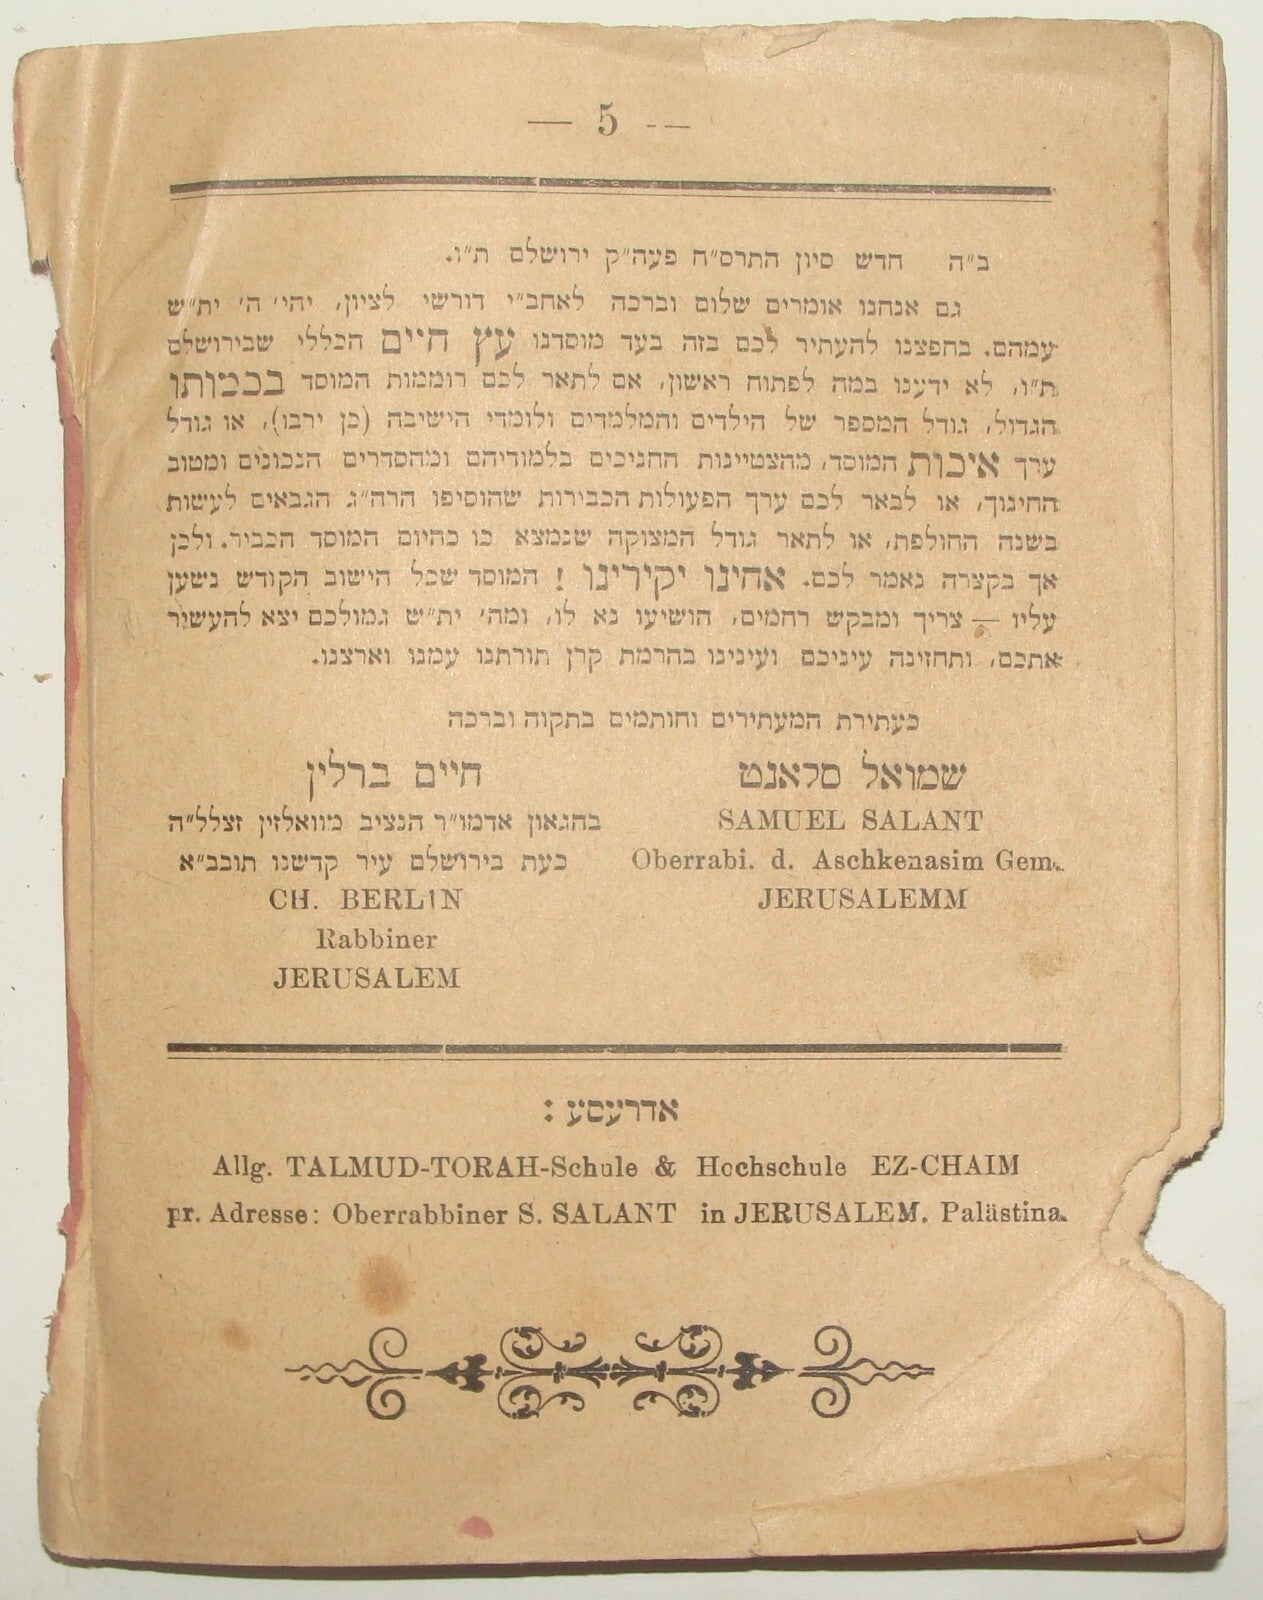 — 5 —
ב״ה חדש סיון התרס״ח פעה״ק ירושלם ת״ו.
גם אנחנו אומרים שלום וברכה לאחב״י דורשי לציון, יהי׳ ה׳ ית״ש
עמהם. בחפצנו להעתיר לכם בזה בעד מוסדנו עץ חיים הכללי שבירושלם
ת״ו, לא ידענו במה לפתוח ראשון, אם לתאר לכם רוממות המוסד בכמותו
הגדול, גודל המספר של הילדים והמלמדים ולומדי הישיבה (כן ירבו), או גודל
ערך איכות המוסד, מהצטיינות החניכים בלמודיהם ומהסדרים הנכונים ומטוב
החינוך, או לבאר לכם ערך הפעולות הכבירות שהוסיפו הרה״ג הגבאים לעשות
בשנה החולפת, או לתאר גודל המצוקה שנמצא בו כהיום המוסד הכביר. ולכן
אך בקצרה נאמר לכם. אחינו יקירינו ! המוסד שכל הישוב הקודש נשען
עליו — צריך ומבקש רחמים, הושיעו נא לו, ומה׳ ית״ש גמולכם יצא להעשיר
אתכם, ותחזינה עיניכם ועינינו בהרמת קרן תורתנו עמנו וארצנו.
כעתירת המעתירים וחותמים בתקוה וברכה
שמואל סלאנט
SAMUEL SALANT
Oberrabi. d. Aschkenasim Gem.
JERUSALEMM
חיים ברלין
בהגאון אדמו״ר הנציב מוואלזין זצלל״ה
כעת בירושלם עיר קדשנו תובב״א
CH. BERLIN
Rabbiner
JERUSALEM
אדרעסע :
Allg. TALMUD-TORAH-Schule & Hochschule EZ-CHAIM
pr. Adresse: Oberrabbiner S. SALANT in JERUSALEM. Palästina.